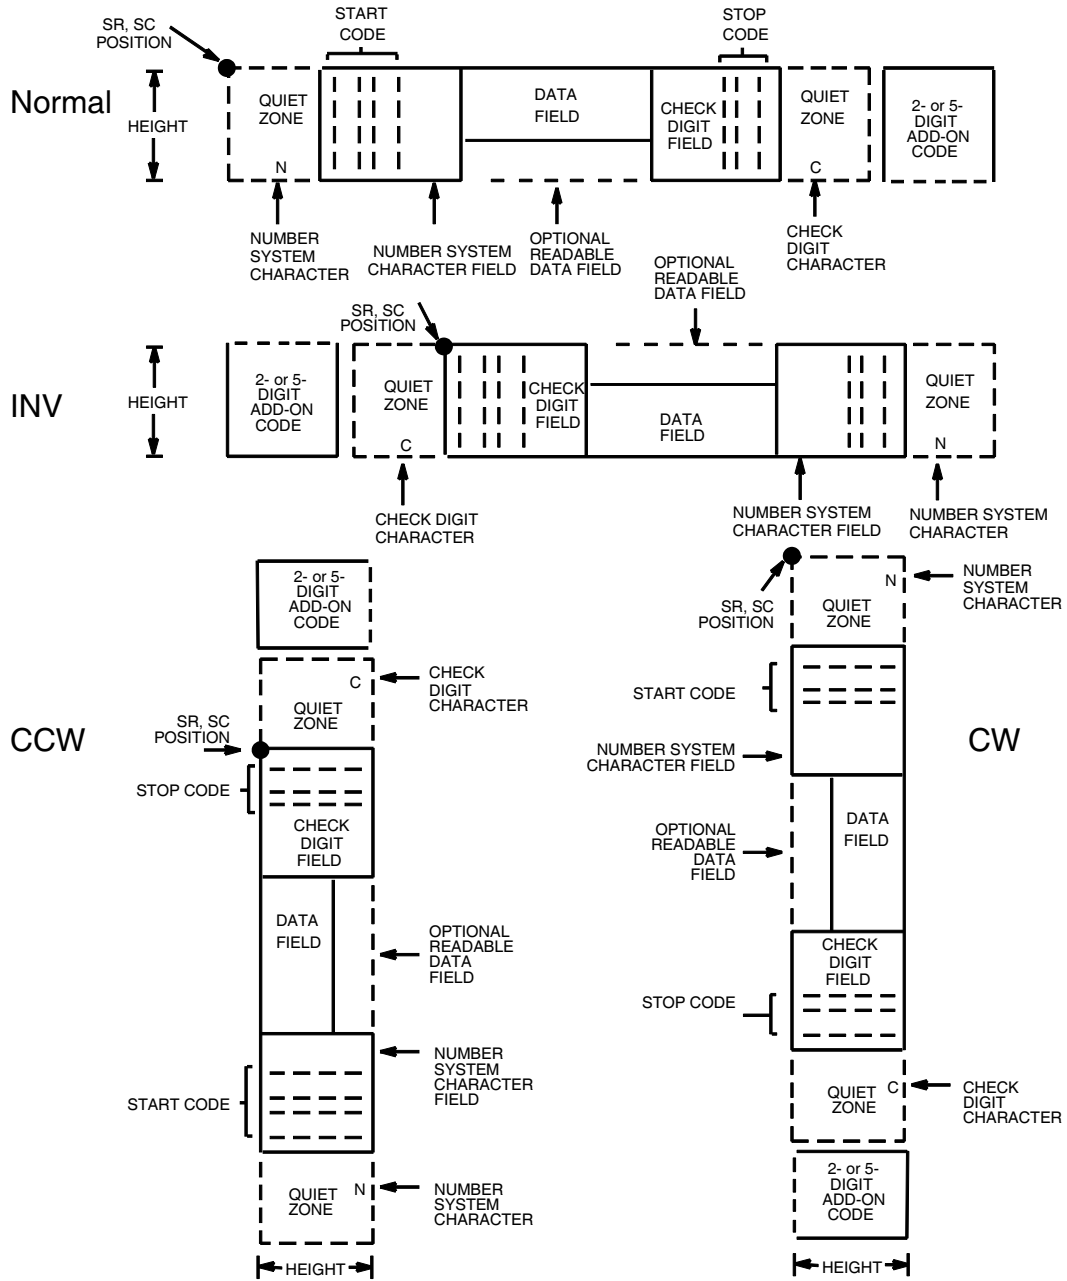 SR, SC
POSITION
START
CODE
STOP
CODE
Normal
HEIGHT
QUIET
ZONE
N
DATA
FIELD
CHECK
DIGIT
FIELD
QUIET
ZONE
C
2- or 5-
DIGIT
ADD-ON
CODE
NUMBER
SYSTEM
CHARACTER
NUMBER SYSTEM
CHARACTER FIELD
OPTIONAL
READABLE
DATA FIELD
CHECK
DIGIT
CHARACTER
OPTIONAL
READABLE
DATA FIELD
SR, SC
POSITION
INV
HEIGHT
2- or 5-
DIGIT
ADD-ON
CODE
QUIET
ZONE
C
CHECK
DIGIT
FIELD
DATA
FIELD
QUIET
ZONE
N
CHECK DIGIT
CHARACTER
NUMBER SYSTEM
CHARACTER FIELD
NUMBER SYSTEM
CHARACTER
CCW
2- or 5-
DIGIT
ADD-ON
CODE
C
QUIET
ZONE
CHECK
DIGIT
CHARACTER
SR, SC
POSITION
STOP CODE
CHECK
DIGIT
FIELD
DATA
FIELD
OPTIONAL
READABLE
DATA
FIELD
NUMBER
SYSTEM
CHARACTER
FIELD
START CODE
QUIET
ZONE
N
NUMBER
SYSTEM
CHARACTER
HEIGHT
CW
SR, SC
POSITION
N
QUIET
ZONE
NUMBER
SYSTEM
CHARACTER
START CODE
NUMBER SYSTEM
CHARACTER FIELD
OPTIONAL
READABLE
DATA
FIELD
DATA
FIELD
CHECK
DIGIT
FIELD
STOP CODE
QUIET
ZONE
C
CHECK
DIGIT
CHARACTER
2- or 5-
DIGIT
ADD-ON
CODE
HEIGHT